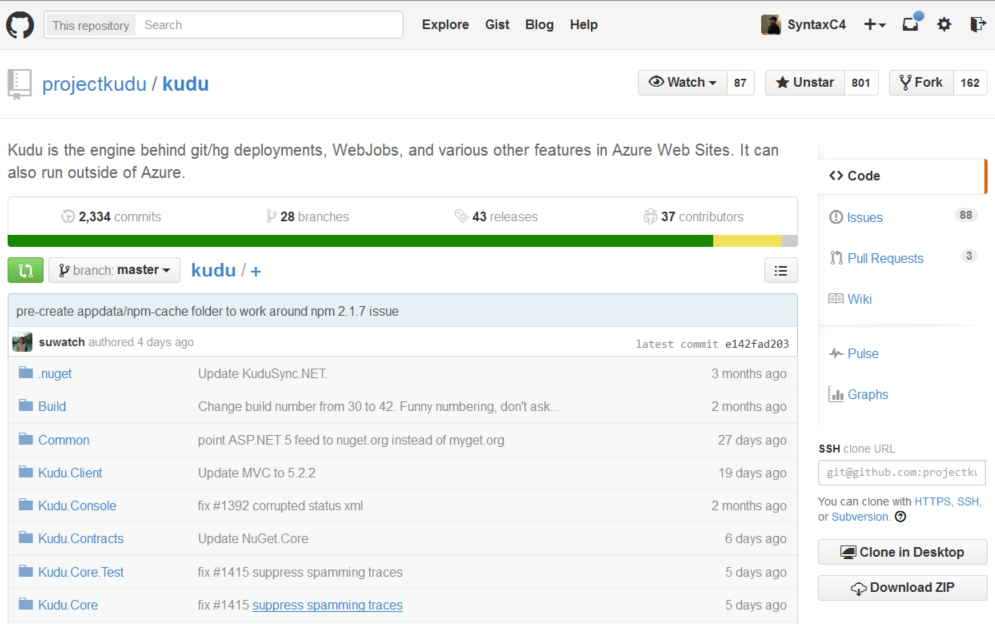 This repository Search Explore Gist Blog Help SyntaxC4
projectkudu / kudu Watch 87 Unstar 801 Fork 162
Kudu is the engine behind git/hg deployments, WebJobs, and various other features in Azure Web Sites. It can
also run outside of Azure.
2,334 commits 28 branches 43 releases 37 contributors
branch: master kudu / +
pre-create appdata/npm-cache folder to work around npm 2.1.7 issue
suwatch authored 4 days ago latest commit e142fad203
.nuget Update KuduSync.NET. 3 months ago
Build Change build number from 30 to 42. Funny numbering, don't ask... 2 months ago
Common point ASP.NET 5 feed to nuget.org instead of myget.org 27 days ago
Kudu.Client Update MVC to 5.2.2 19 days ago
Kudu.Console fix #1392 corrupted status xml 2 months ago
Kudu.Contracts Update NuGet.Core 6 days ago
Kudu.Core.Test fix #1415 suppress spamming traces 5 days ago
Kudu.Core fix #1415 suppress spamming traces 5 days ago
Code
Issues 88
Pull Requests 3
Wiki
Pulse
Graphs
SSH clone URL
git@github.com:projectku
You can clone with HTTPS, SSH,
or Subversion.
Clone in Desktop
Download ZIP